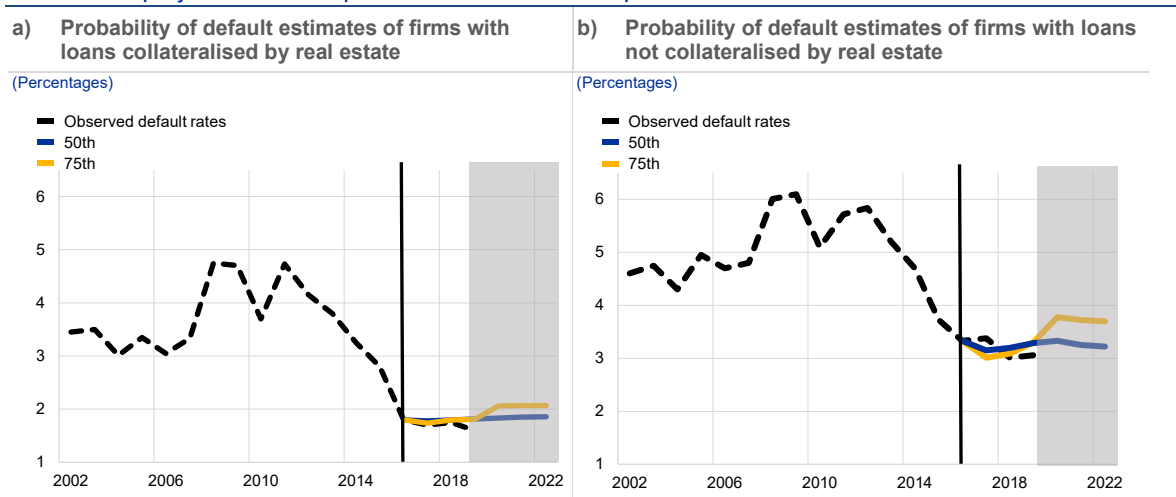 a) Probability of default estimates of firms with
loans collateralised by real estate
(Percentages)
Observed default rates
50th
75th
6
5
4
3
2
1
2002 2006 2010 2014 2018 2022
b) Probability of default estimates of firms with loans
not collateralised by real estate
(Percentages)
Observed default rates
50th
75th
6
5
4
3
2
1
2002 2006 2010 2014 2018 2022